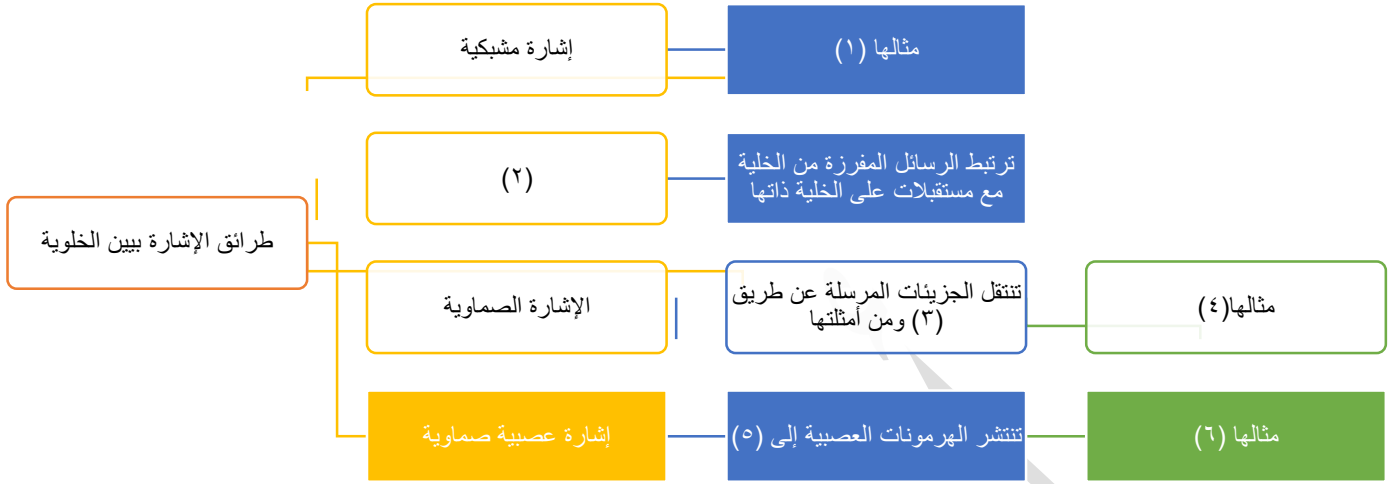 طرائق الإشارة بيين الخلوية
إشارة مشبكية
مثالها (١)
(٢)
ترتبط الرسائل المفرزة من الخلية
مع مستقبلات على الخلية ذاتها
الإشارة الصماوية
تنتقل الجزيئات المرسلة عن طريق
(٣) ومن أمثلتها
مثالها(٤)
إشارة عصبية صماوية
تنتشر الهرمونات العصبية إلى (٥)
مثالها (٦)